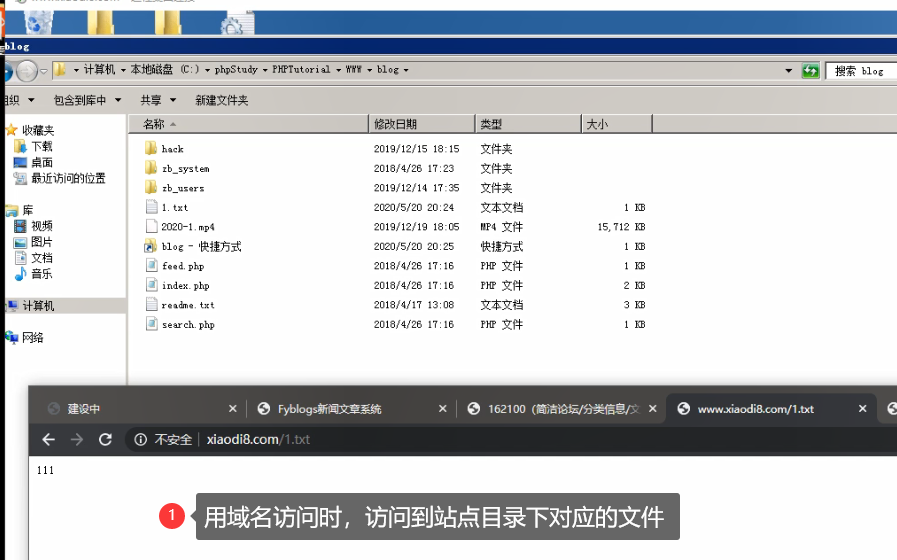 blog
计算机 本地磁盘 (C:) phpStudy PHPTutorial WWW blog 搜索 blog
组织 包含到库中 共享 新建文件夹
名称 修改日期 类型 大小
收藏夹
下载
桌面
最近访问的位置
库
视频
图片
文档
音乐
计算机
网络
hack 2019/12/15 18:15 文件夹
zb_system 2018/4/26 17:23 文件夹
zb_users 2019/12/14 17:35 文件夹
1.txt 2020/5/20 20:24 文本文档 1 KB
2020-1.mp4 2019/12/19 18:05 MP4 文件 15,712 KB
blog - 快捷方式 2020/5/20 20:25 快捷方式 1 KB
feed.php 2018/4/26 17:16 PHP 文件 1 KB
index.php 2018/4/26 17:16 PHP 文件 2 KB
readme.txt 2018/4/17 13:08 文本文档 3 KB
search.php 2018/4/26 17:16 PHP 文件 1 KB
建设中 × Fyblogs新闻文章系统 × 162100（简洁论坛/分类信息/ × www.xiaodi8.com/1.txt ×
不安全 xiaodi8.com/1.txt
111
1 用域名访问时，访问到站点目录下对应的文件